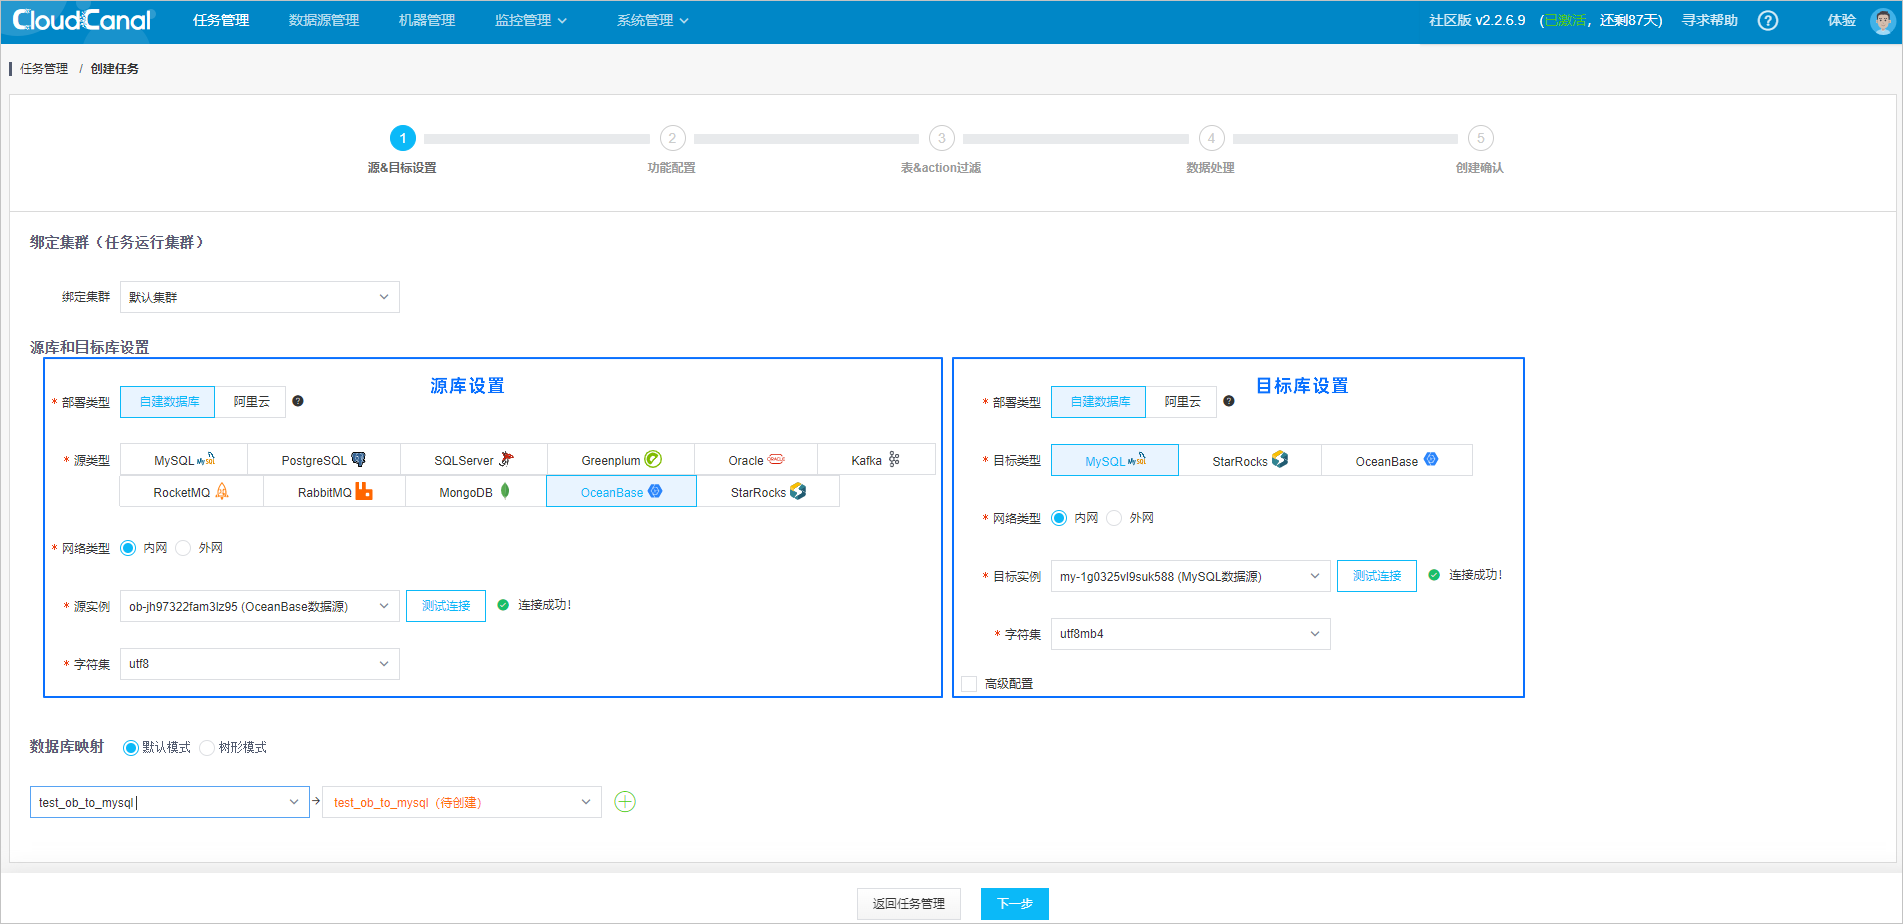 CloudCanal 任务管理 数据源管理 机器管理 监控管理 系统管理 社区版 v2.2.6.9 (已激活, 还剩87天) 寻求帮助 ? 体验
任务管理 / 创建任务
1 2 3 4 5
源&目标设置 功能配置 表&action过滤 数据处理 创建确认
绑定集群（任务运行集群）
绑定集群 默认集群
源库和目标库设置
源库设置
* 部署类型 自建数据库 阿里云 ?
* 源类型 MySQL MySQL PostgreSQL SQLServer Greenplum Oracle ORACLE Kafka
RocketMQ RabbitMQ MongoDB OceanBase StarRocks
* 网络类型 内网 外网
* 源实例 ob-jh97322fam3lz95 (OceanBase数据源) 测试连接 连接成功!
* 字符集 utf8
目标库设置
* 部署类型 自建数据库 阿里云 ?
* 目标类型 MySQL MySQL StarRocks OceanBase
* 网络类型 内网 外网
* 目标实例 my-1g0325vl9suk588 (MySQL数据源) 测试连接 连接成功!
* 字符集 utf8mb4
高级配置
数据库映射 默认模式 树形模式
test_ob_to_mysql → test_ob_to_mysql（待创建）
返回任务管理 下一步